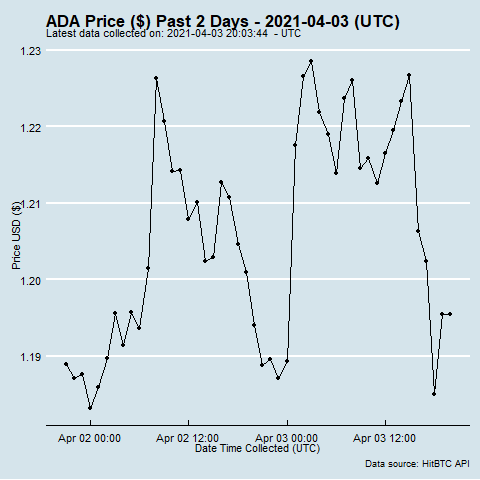 ADA Price ($) Past 2 Days - 2021-04-03 (UTC)
Latest data collected on: 2021-04-03 20:03:44 - UTC
1.23
1.22
1.21
1.20
1.19
Price USD ($)
Apr 02 00:00 Apr 02 12:00 Apr 03 00:00 Apr 03 12:00
Date Time Collected (UTC)
Data source: HitBTC API